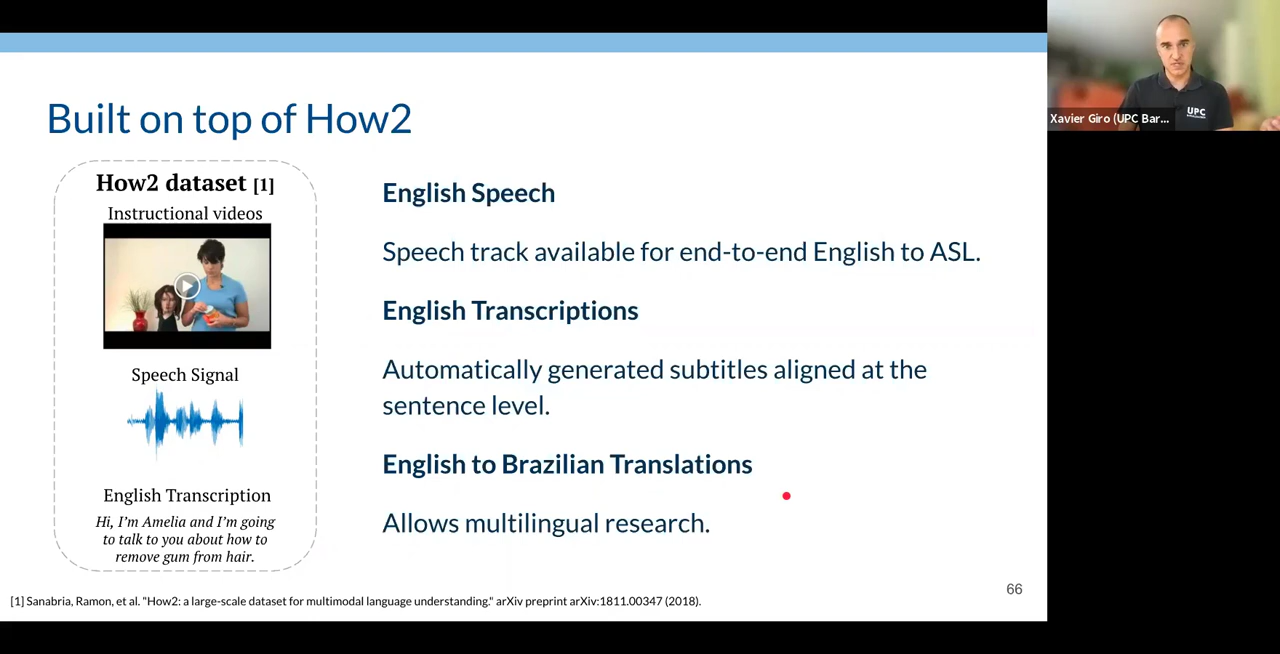 Built on top of How2
How2 dataset [1]
Instructional videos
Speech Signal
English Transcription
Hi, I'm Amelia and I'm going
to talk to you about how to
remove gum from hair.
English Speech
Speech track available for end-to-end English to ASL.
English Transcriptions
Automatically generated subtitles aligned at the
sentence level.
English to Brazilian Translations
Allows multilingual research.
66
[1] Sanabria, Ramon, et al. "How2: a large-scale dataset for multimodal language understanding." arXiv preprint arXiv:1811.00347 (2018).
UPC
Xavier Giro (UPC Bar...